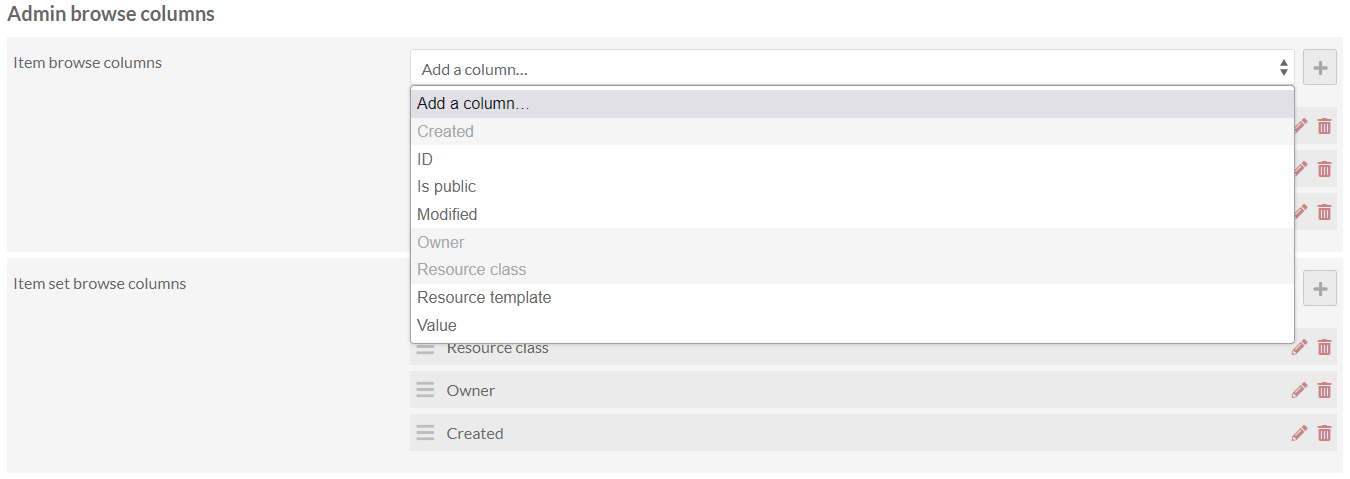 Admin browse columns
Item browse columns
Add a column...
Add a column...
Created
ID
Is public
Modified
Owner
Resource class
Resource template
Value
Item set browse columns
Resource class
Owner
Created